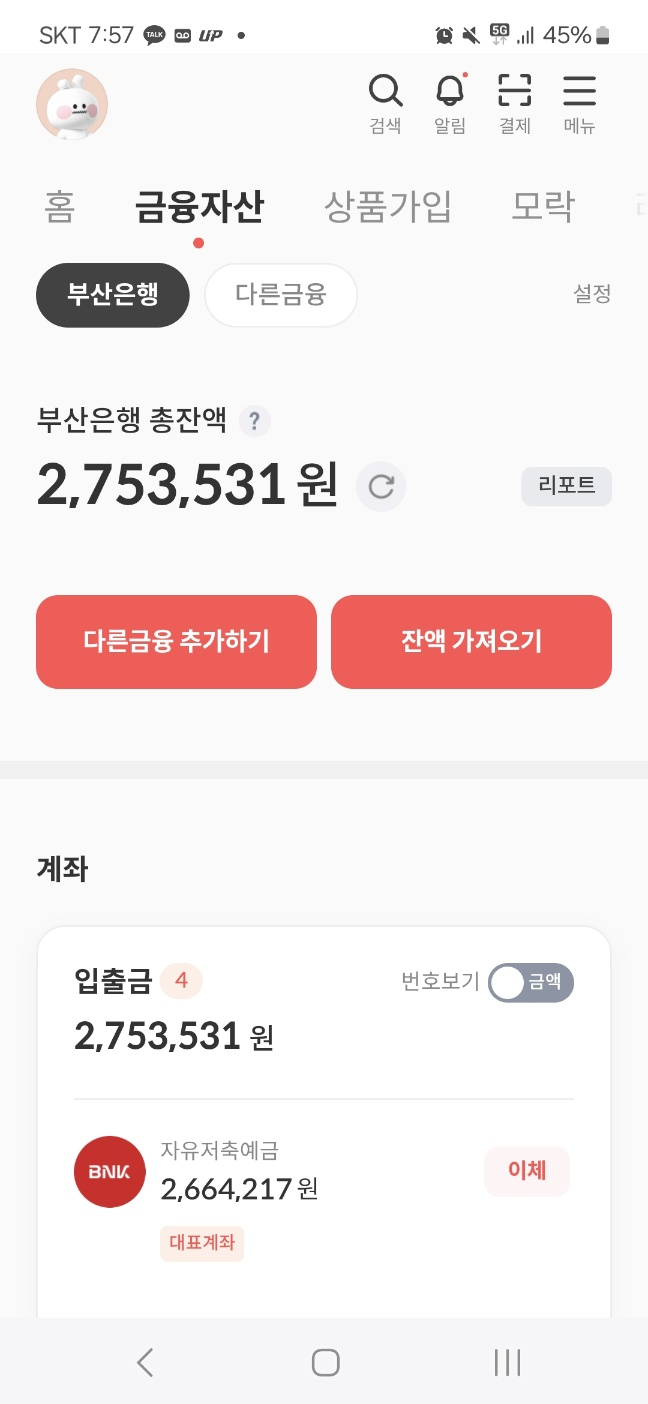 SKT 7:57 TALK UP • 5G 45%
검색 알림 결제 메뉴
홈 금융자산 상품가입 모락
부산은행 다른금융 설정
부산은행 총잔액 ?
2,753,531 원 리포트
다른금융 추가하기 잔액 가져오기
계좌
입출금 4 번호보기 금액
2,753,531 원
자유저축예금
BNK 2,664,217 원 이체
대표계좌